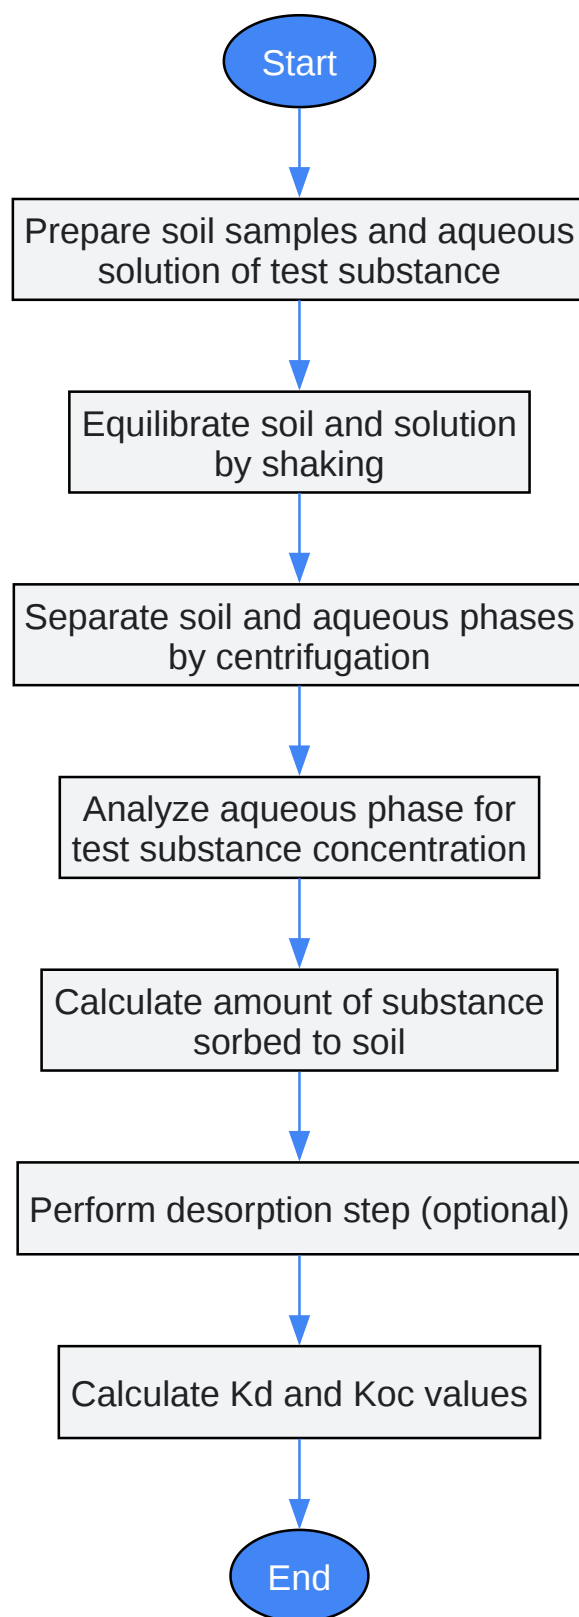 Start
Prepare soil samples and aqueous
solution of test substance
Equilibrate soil and solution
by shaking
Separate soil and aqueous phases
by centrifugation
Analyze aqueous phase for
test substance concentration
Calculate amount of substance
sorbed to soil
Perform desorption step (optional)
Calculate Kd and Koc values
End